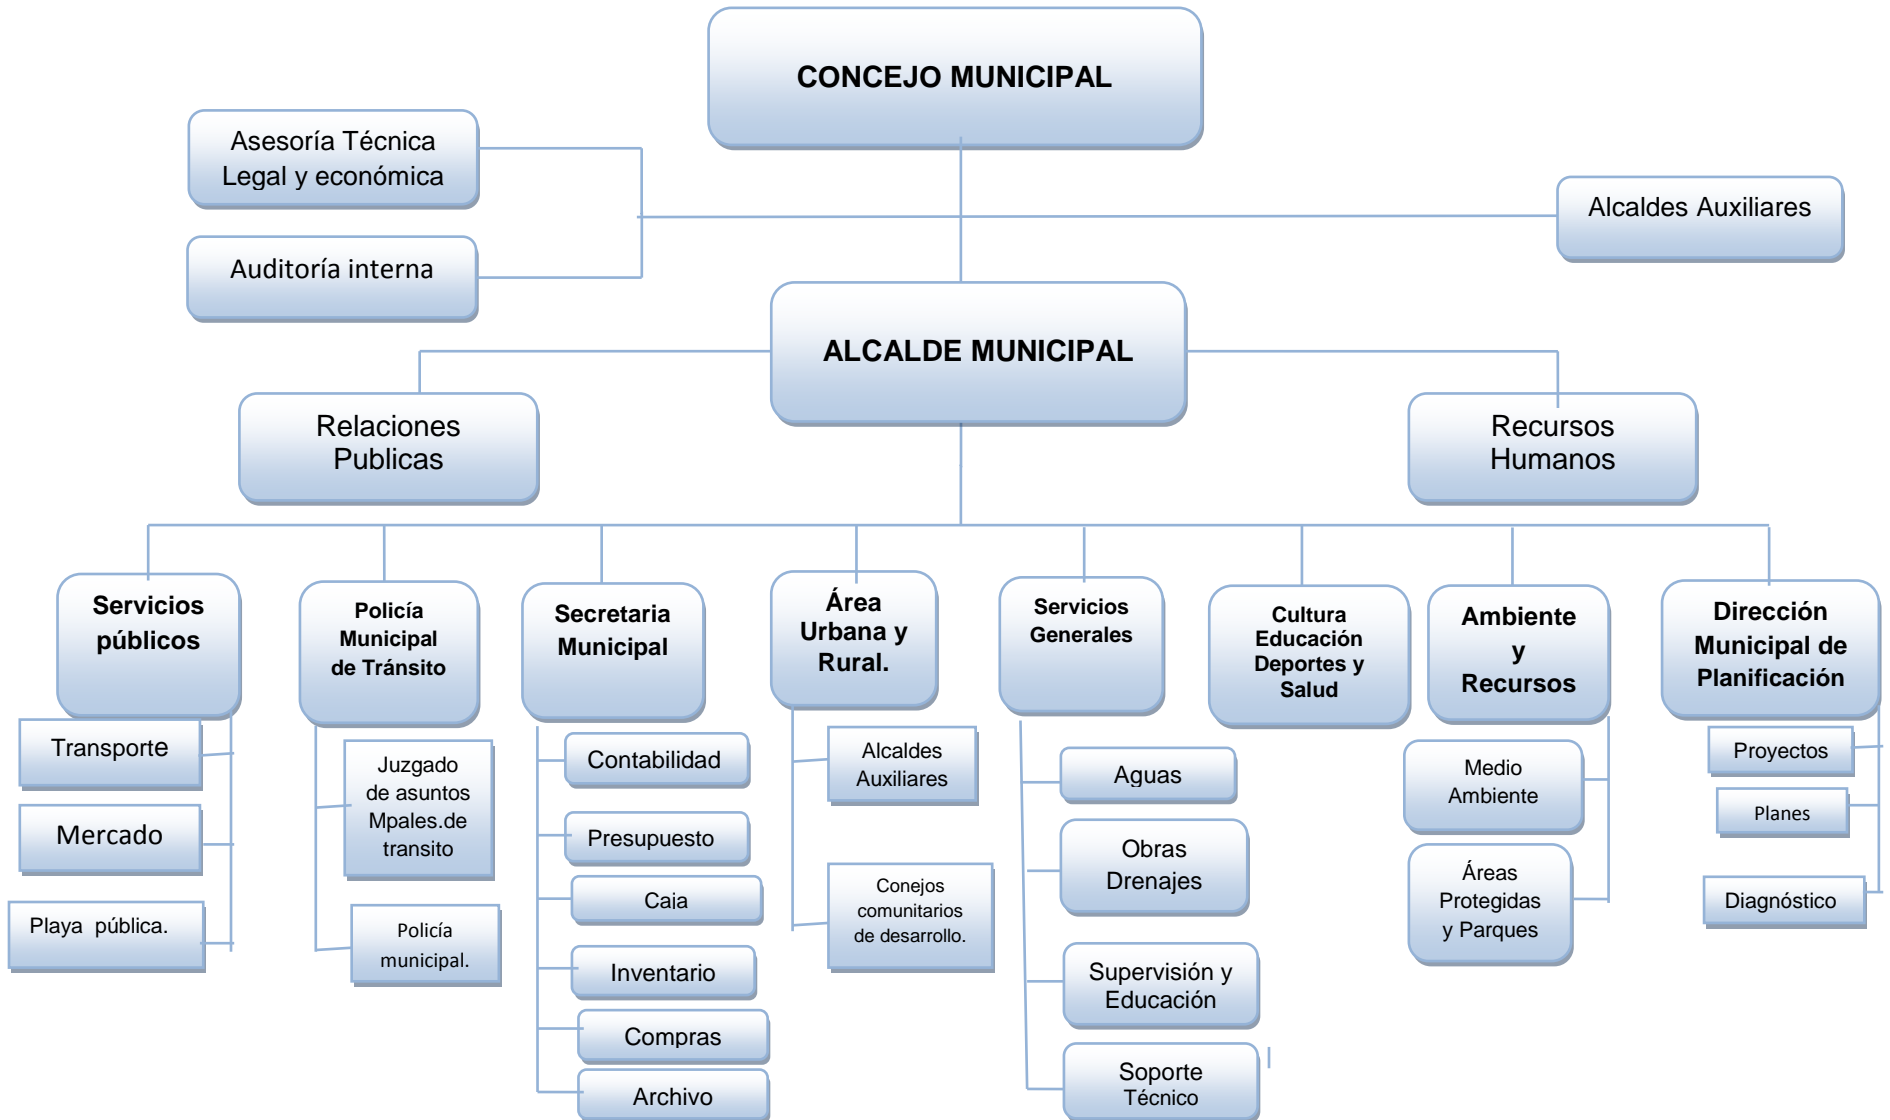 CONCEJO MUNICIPAL
Asesoría Técnica
Legal y económica
Alcaldes Auxiliares
Auditoría interna
ALCALDE MUNICIPAL
Relaciones
Publicas
Recursos
Humanos
Servicios
públicos
Transporte
Mercado
Playa pública.
Policía
Municipal
de Tránsito
Juzgado
de asuntos
Mpales.de
transito
Policía
municipal.
Secretaria
Municipal
Contabilidad
Presupuesto
Caja
Inventario
Compras
Archivo
Área
Urbana y
Rural.
Alcaldes
Auxiliares
Conejos
comunitarios
de desarrollo.
Servicios
Generales
Aguas
Obras
Drenajes
Supervisión y
Educación
Soporte
Técnico
Cultura
Educación
Deportes y
Salud
Ambiente
y
Recursos
Medio
Ambiente
Áreas
Protegidas
y Parques
Dirección
Municipal de
Planificación
Proyectos
Planes
Diagnóstico